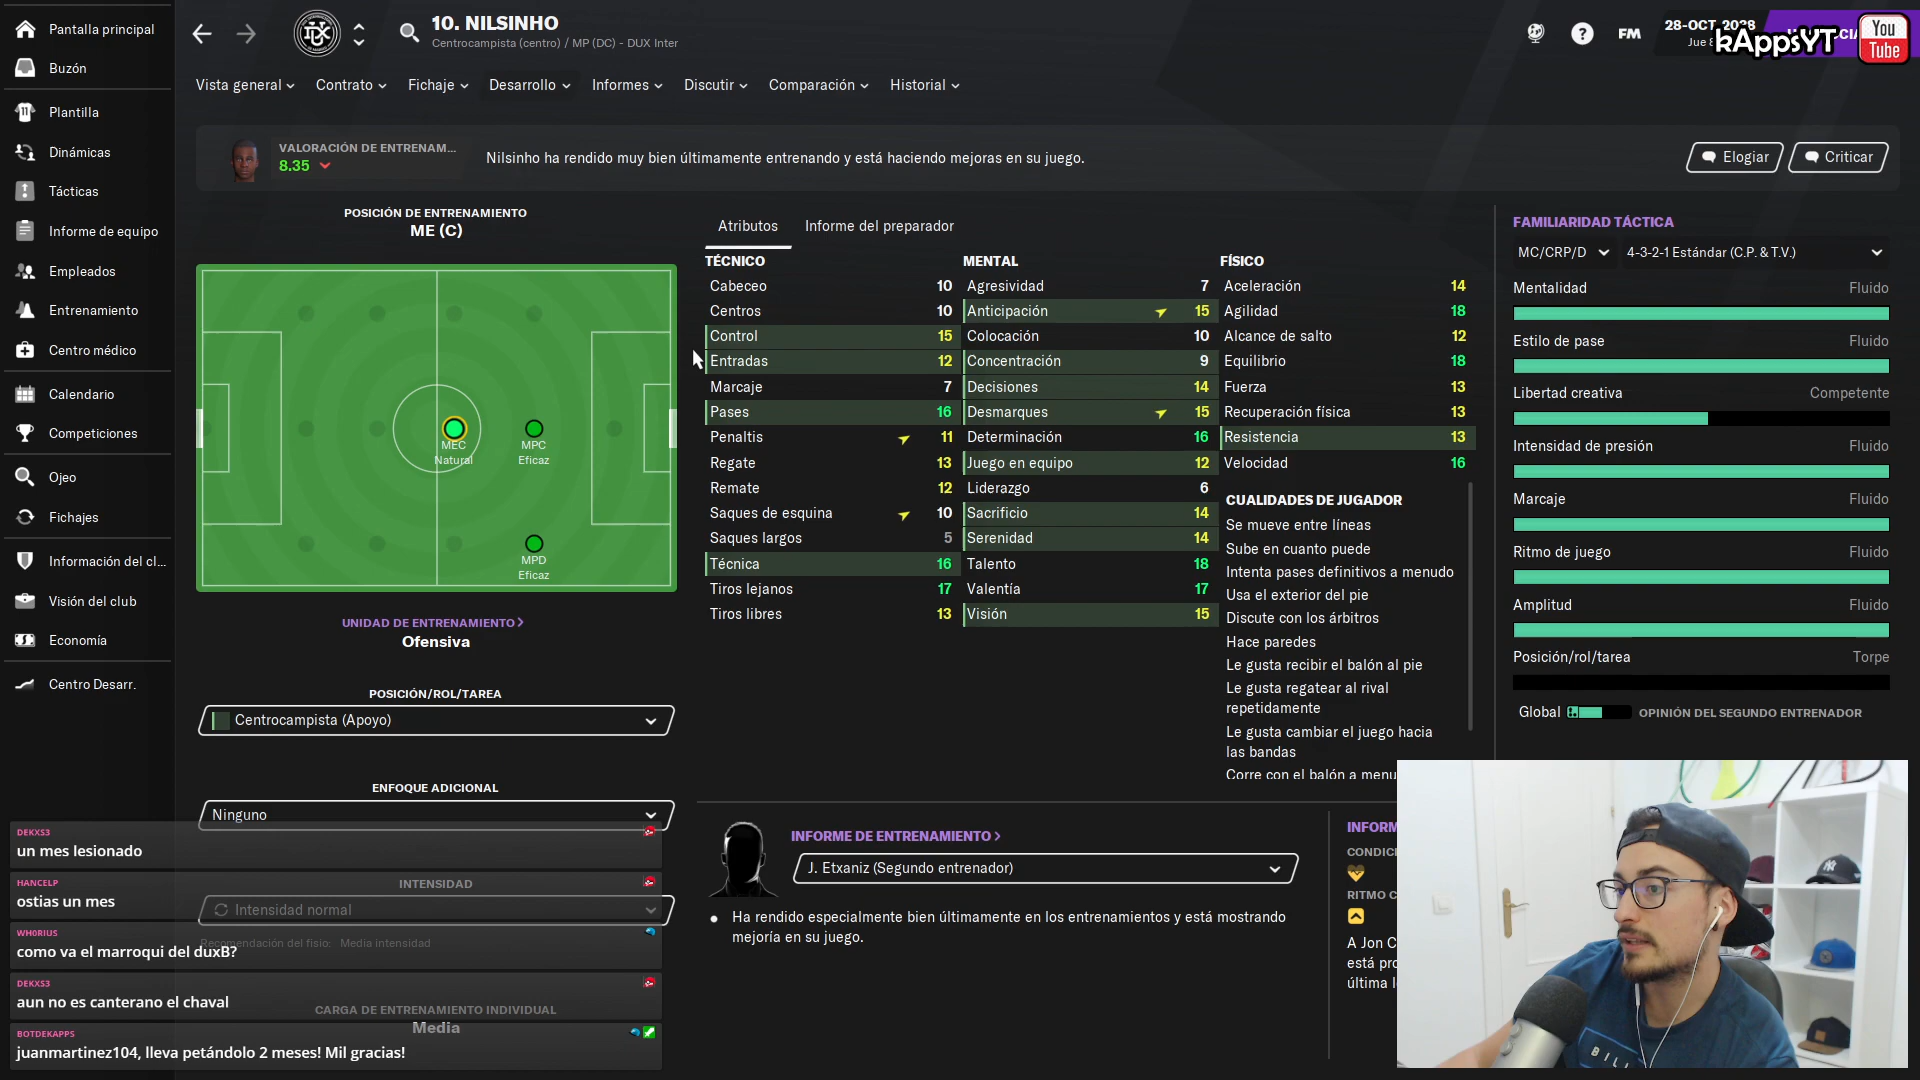 Pantalla principal
Buzón
Plantilla
Dinámicas
Tácticas
Informe de equipo
Empleados
Entrenamiento
Centro médico
Calendario
Competiciones
Ojeo
Fichajes
Información del cl...
Visión del club
Economía
Centro Desarr.
10. NILSINHO
Centrocampista (centro) / MP (DC) - DUX Inter
FM
28-OCT. 2028
Jue 8
kAppsYT
You
Tube
Vista general
Contrato
Fichaje
Desarrollo
Informes
Discutir
Comparación
Historial
VALORACIÓN DE ENTRENAM...
8.35
Nilsinho ha rendido muy bien últimamente entrenando y está haciendo mejoras en su juego.
Elogiar
Criticar
POSICIÓN DE ENTRENAMIENTO
ME (C)
MEC
Natural
MPC
Eficaz
MPD
Eficaz
UNIDAD DE ENTRENAMIENTO
Ofensiva
POSICIÓN/ROL/TAREA
Centrocampista (Apoyo)
ENFOQUE ADICIONAL
Ninguno
INTENSIDAD
Intensidad normal
Recomendación del fisio: Media intensidad
CARGA DE ENTRENAMIENTO INDIVIDUAL
Media
DEKXS3
un mes lesionado
HANCELP
ostias un mes
WH0RIUS
como va el marroqui del duxB?
DEKXS3
aun no es canterano el chaval
BOTDEKAPPS
juanmartinez104, lleva petándolo 2 meses! Mil gracias!
Atributos
Informe del preparador
TÉCNICO
Cabeceo 10
Centros 10
Control 15
Entradas 12
Marcaje 7
Pases 16
Penaltis 11
Regate 13
Remate 12
Saques de esquina 10
Saques largos 5
Técnica 16
Tiros lejanos 17
Tiros libres 13
MENTAL
Agresividad 7
Anticipación 15
Colocación 10
Concentración 9
Decisiones 14
Desmarques 15
Determinación 16
Juego en equipo 12
Liderazgo 6
Sacrificio 14
Serenidad 14
Talento 18
Valentía 17
Visión 15
FÍSICO
Aceleración 14
Agilidad 18
Alcance de salto 12
Equilibrio 18
Fuerza 13
Recuperación física 13
Resistencia 13
Velocidad 16
CUALIDADES DE JUGADOR
Se mueve entre líneas
Sube en cuanto puede
Intenta pases definitivos a menudo
Usa el exterior del pie
Discute con los árbitros
Hace paredes
Le gusta recibir el balón al pie
Le gusta regatear al rival
repetidamente
Le gusta cambiar el juego hacia
las bandas
Corre con el balón a menu
INFORME DE ENTRENAMIENTO
J. Etxaniz (Segundo entrenador)
Ha rendido especialmente bien últimamente en los entrenamientos y está mostrando
mejoría en su juego.
FAMILIARIDAD TÁCTICA
MC/CRP/D
4-3-2-1 Estándar (C.P. & T.V.)
Mentalidad Fluido
Estilo de pase Fluido
Libertad creativa Competente
Intensidad de presión Fluido
Marcaje Fluido
Ritmo de juego Fluido
Amplitud Fluido
Posición/rol/tarea Torpe
Global
OPINIÓN DEL SEGUNDO ENTRENADOR
INFORM
CONDICI
RITMO C
A Jon C
está pro
última l